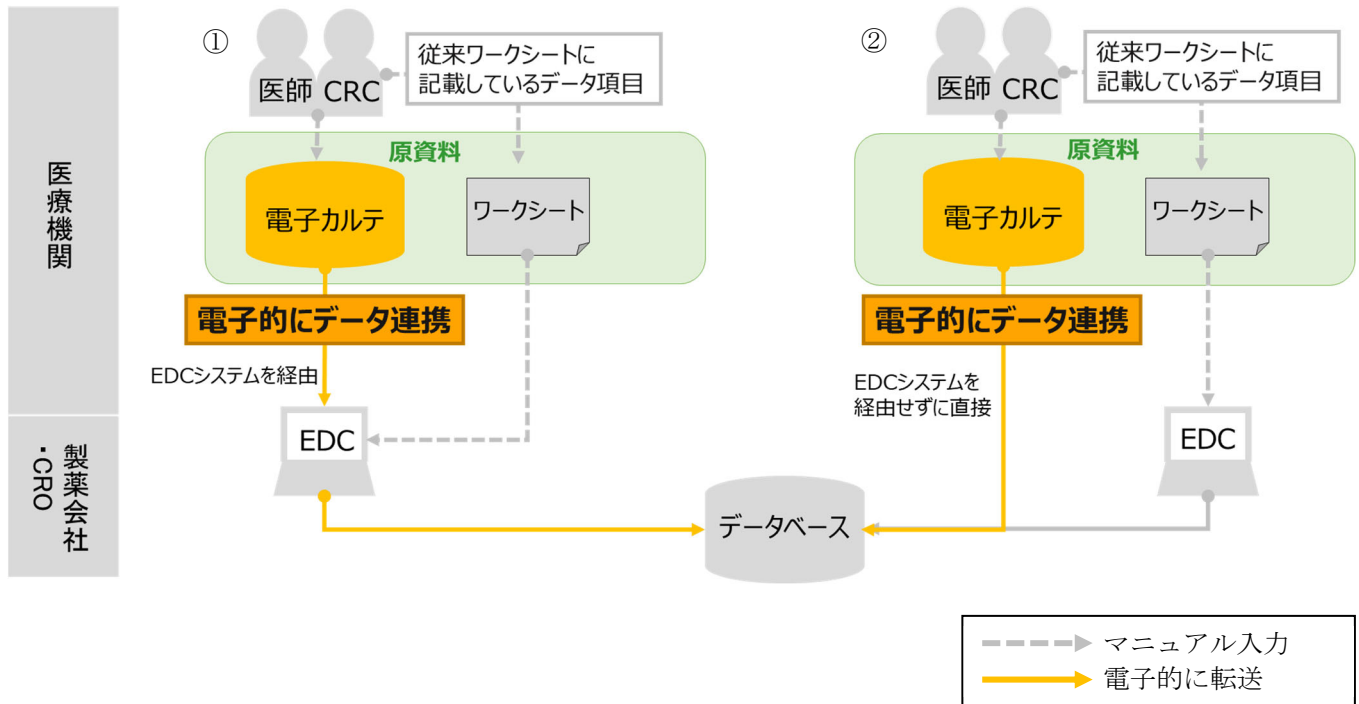 医療機関
製薬会社
・CRO
①
医師 CRC
従来ワークシートに
記載しているデータ項目
原資料
電子カルテ
ワークシート
電子的にデータ連携
EDCシステムを経由
EDC
②
医師 CRC
従来ワークシートに
記載しているデータ項目
原資料
電子カルテ
ワークシート
電子的にデータ連携
EDCシステムを
経由せずに直接
EDC
データベース
マニュアル入力
電子的に転送